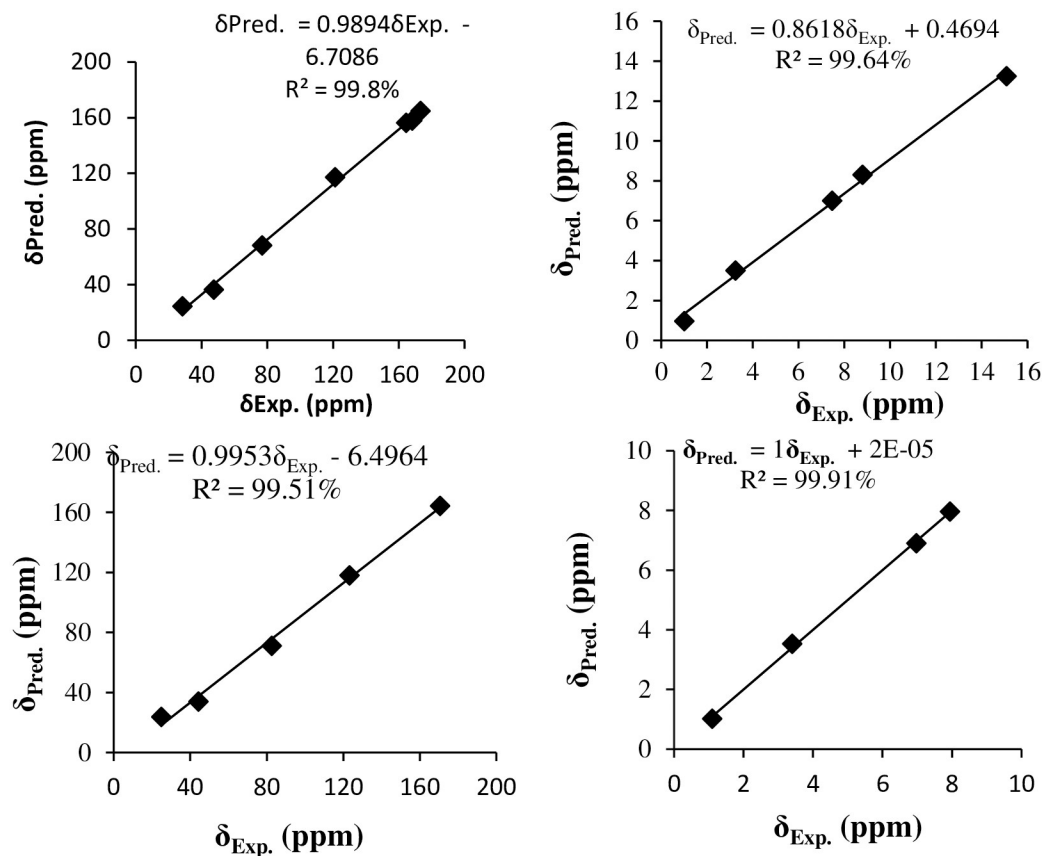 δPred. = 0.9894δExp. -
6.7086
R² = 99.8%
200
160
120
80
40
0
δPred. (ppm)
0 40 80 120 160 200
δExp. (ppm)
δPred. = 0.8618δExp. + 0.4694
R² = 99.64%
16
14
12
10
8
6
4
2
0
δPred. (ppm)
0 2 4 6 8 10 12 14 16
δExp. (ppm)
δPred. = 0.9953δExp. - 6.4964
R² = 99.51%
200
160
120
80
40
0
δPred. (ppm)
0 40 80 120 160 200
δExp. (ppm)
δPred. = 1δExp. + 2E-05
R² = 99.91%
10
8
6
4
2
0
δPred. (ppm)
0 2 4 6 8 10
δExp. (ppm)